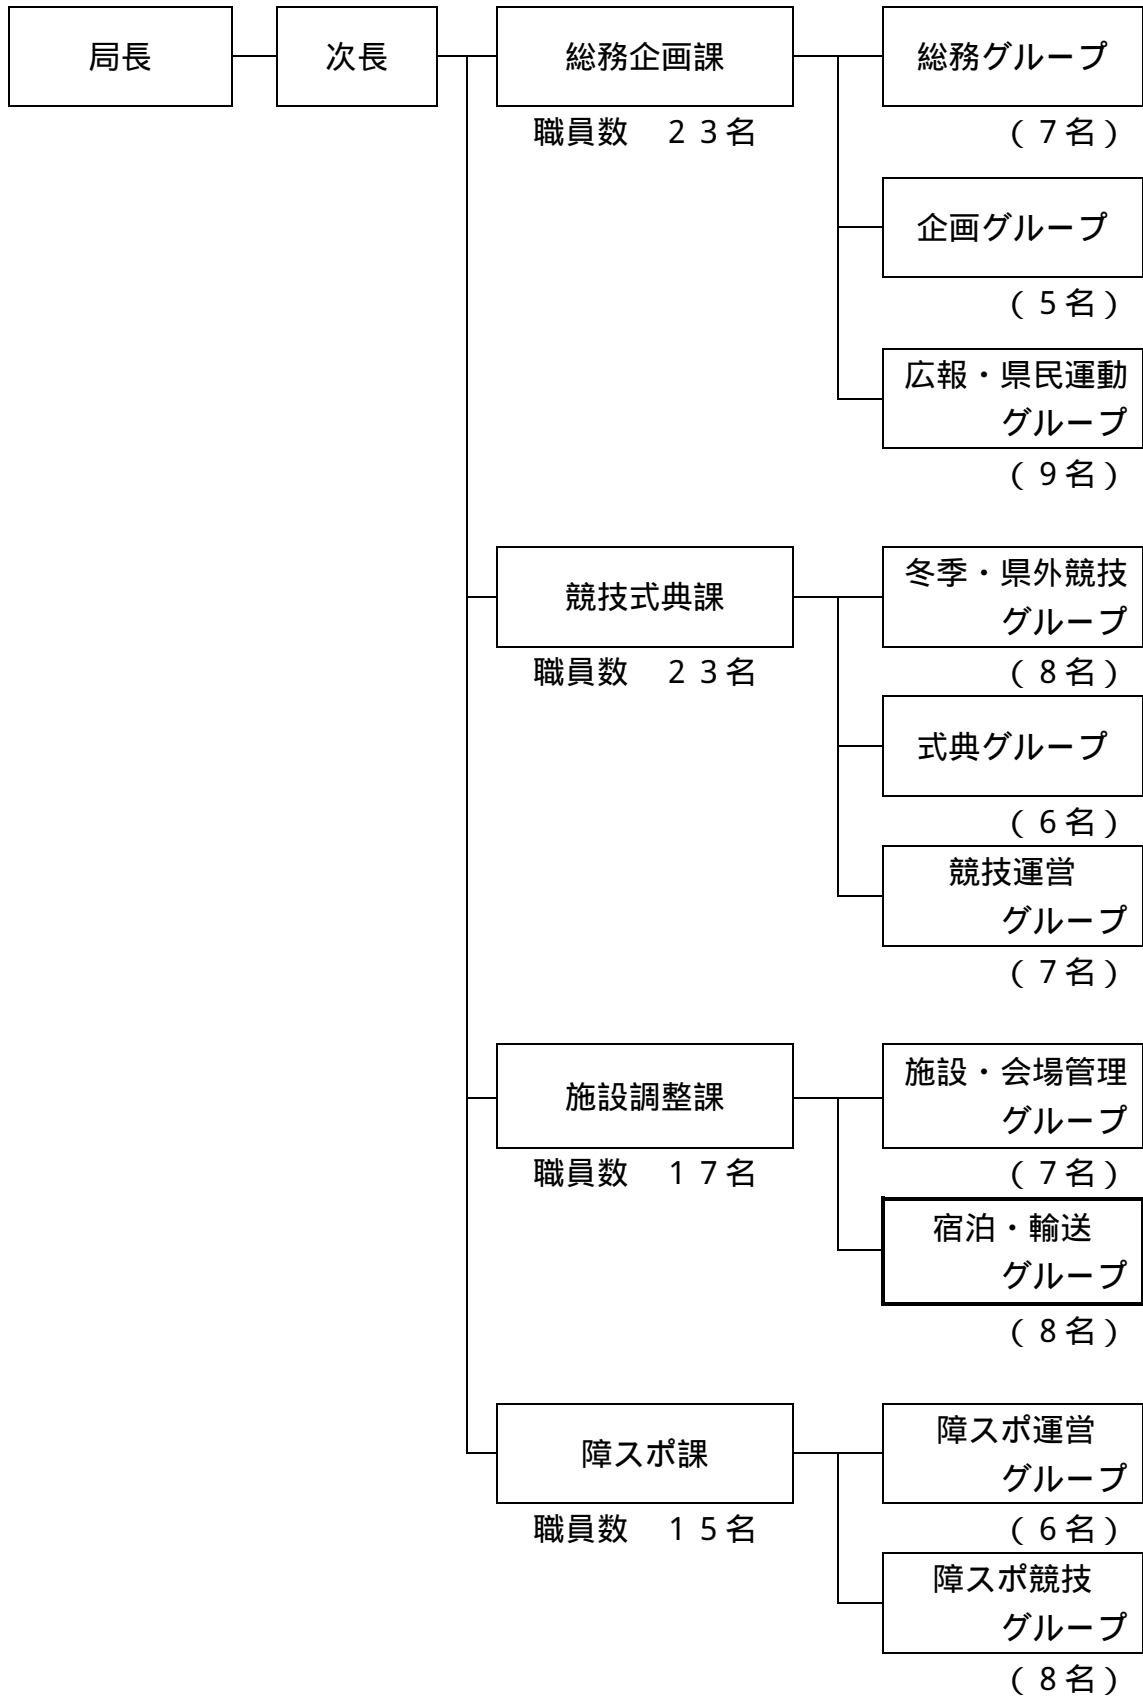 局長
次長
総務企画課
総務グループ
職員数　２３名
（７名）
企画グループ
（５名）
広報・県民運動
グループ
（９名）
競技式典課
冬季・県外競技
グループ
職員数　２３名
（８名）
式典グループ
（６名）
競技運営
グループ
（７名）
施設調整課
施設・会場管理
グループ
職員数　１７名
（７名）
宿泊・輸送
グループ
（８名）
障スポ課
障スポ運営
グループ
職員数　１５名
（６名）
障スポ競技
グループ
（８名）